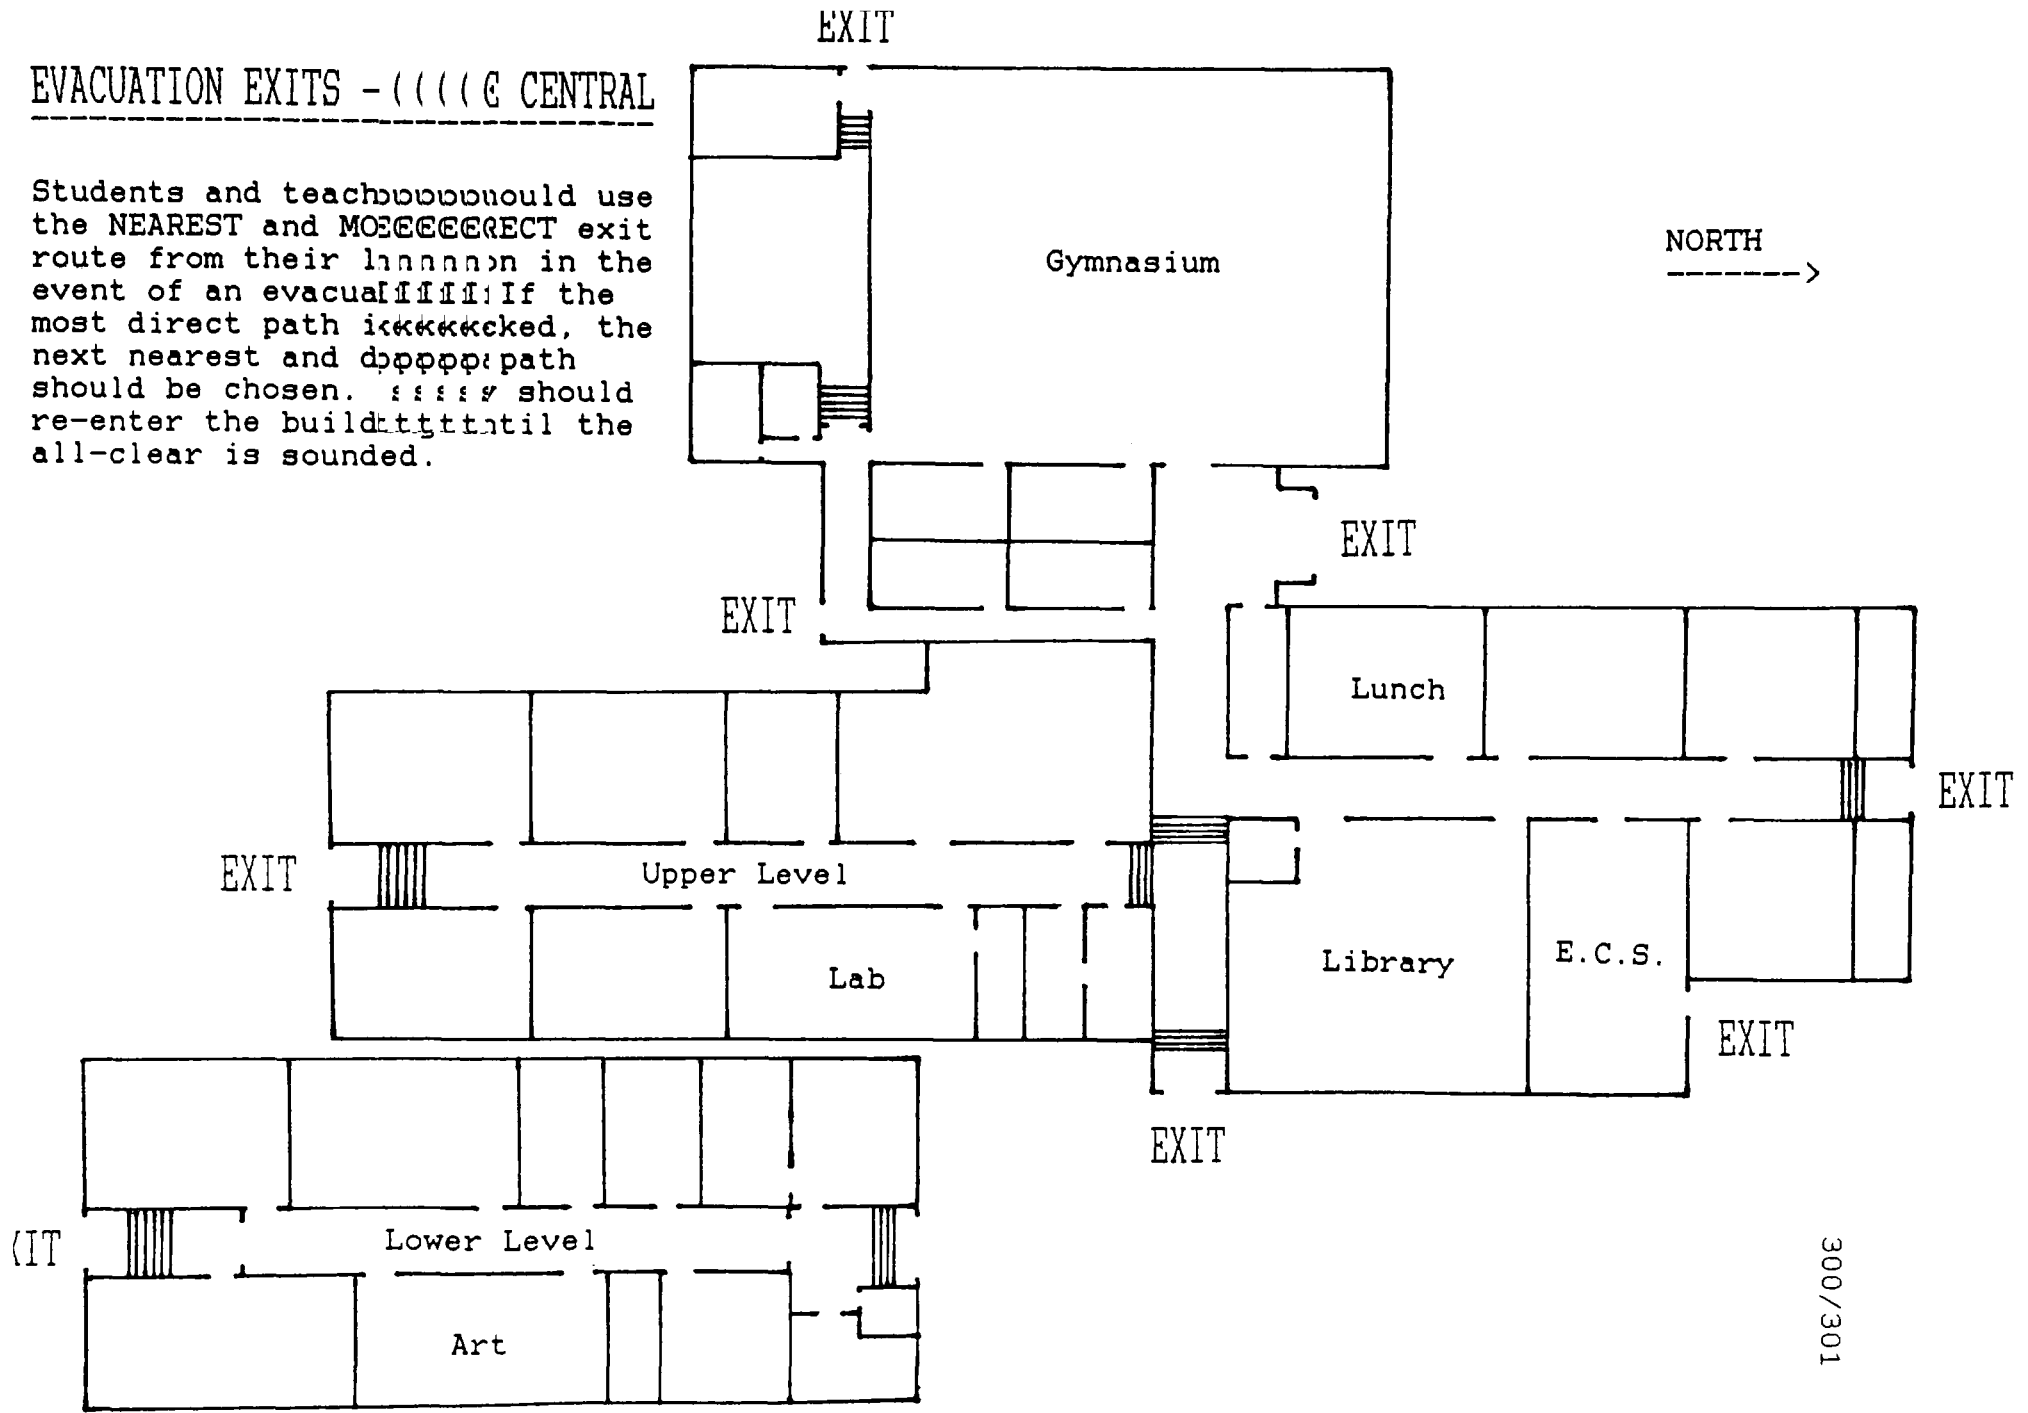 EXIT
EVACUATION EXITS - CENTRAL
Students and use
the NEAREST and exit
route from their in the
event of an If the
most direct path the
next nearest and path
should be chosen. should
re-enter the the
all-clear is sounded.
Gymnasium
NORTH
------->
EXIT
EXIT
Lunch
EXIT
EXIT
Upper Level
Library
E.C.S.
Lab
EXIT
EXIT
Lower Level
Art
300/301